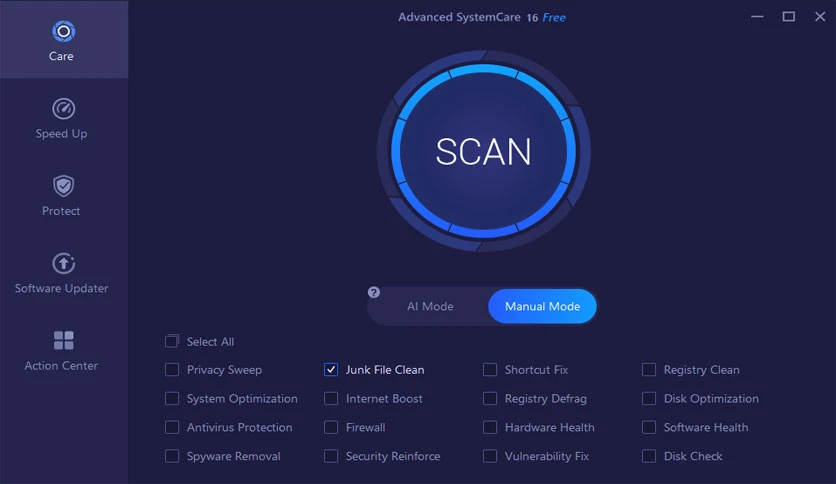 Advanced SystemCare 16 Free
Care
Speed Up
Protect
Software Updater
Action Center
SCAN
?
AI Mode
Manual Mode
Select All
Privacy Sweep
Junk File Clean
Shortcut Fix
Registry Clean
System Optimization
Internet Boost
Registry Defrag
Disk Optimization
Antivirus Protection
Firewall
Hardware Health
Software Health
Spyware Removal
Security Reinforce
Vulnerability Fix
Disk Check